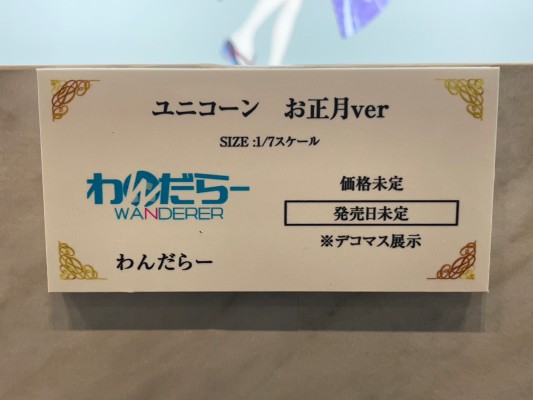 ユニコーン　お正月ver
SIZE :1/7スケール
わんだらー
WANDERER
価格未定
発売日未定
※デコマス展示
わんだらー